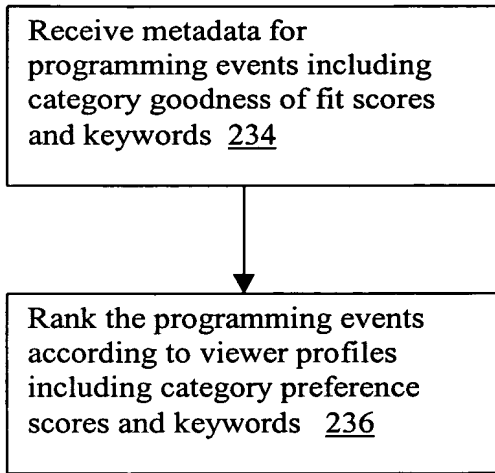 Receive metadata for
programming events including
category goodness of fit scores
and keywords 234
Rank the programming events
according to viewer profiles
including category preference
scores and keywords 236